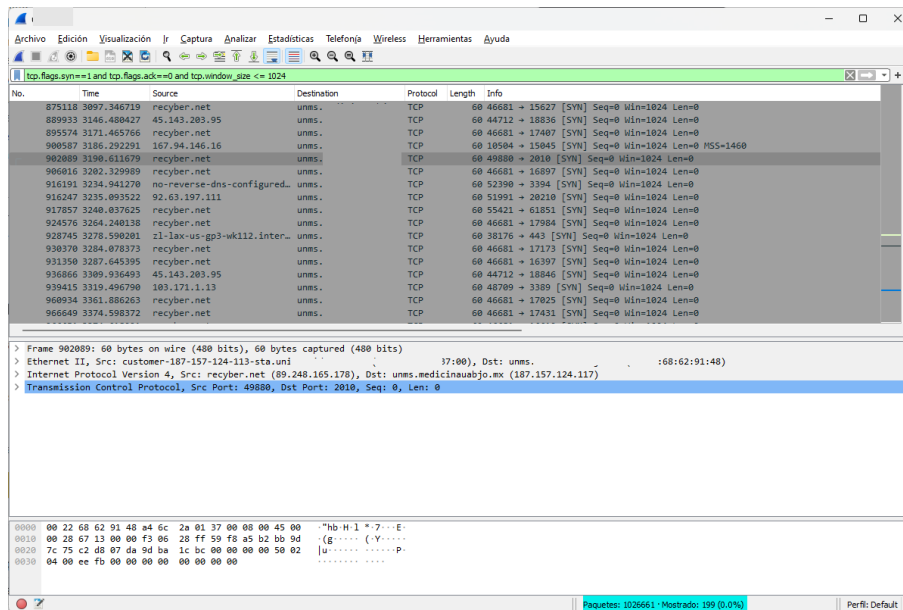 Archivo Edición Visualización Ir Captura Analizar Estadísticas Telefonía Wireless Herramientas Ayuda
tcp.flags.syn==1 and tcp.flags.ack==0 and tcp.window_size <= 1024
No. Time Source Destination Protocol Length Info
875118 3097.346719 recyber.net unms. TCP 60 46681 → 15627 [SYN] Seq=0 Win=1024 Len=0
889933 3146.480427 45.143.203.95 unms. TCP 60 44712 → 18836 [SYN] Seq=0 Win=1024 Len=0
895574 3171.465766 recyber.net unms. TCP 60 46681 → 17407 [SYN] Seq=0 Win=1024 Len=0
900587 3186.292291 167.94.146.16 unms. TCP 60 10504 → 15045 [SYN] Seq=0 Win=1024 Len=0 MSS=1460
902089 3190.611679 recyber.net unms. TCP 60 49880 → 2010 [SYN] Seq=0 Win=1024 Len=0
906016 3202.329989 recyber.net unms. TCP 60 46681 → 16897 [SYN] Seq=0 Win=1024 Len=0
916191 3234.941270 no-reverse-dns-configured… unms. TCP 60 52390 → 3394 [SYN] Seq=0 Win=1024 Len=0
916247 3235.093522 92.63.197.111 unms. TCP 60 51991 → 20210 [SYN] Seq=0 Win=1024 Len=0
917857 3240.037625 recyber.net unms. TCP 60 55421 → 61851 [SYN] Seq=0 Win=1024 Len=0
924576 3264.240138 recyber.net unms. TCP 60 46681 → 17984 [SYN] Seq=0 Win=1024 Len=0
928745 3278.590201 zl-lax-us-gp3-wk112.inter… unms. TCP 60 38176 → 443 [SYN] Seq=0 Win=1024 Len=0
930370 3284.078373 recyber.net unms. TCP 60 46681 → 17173 [SYN] Seq=0 Win=1024 Len=0
931350 3287.645395 recyber.net unms. TCP 60 46681 → 16397 [SYN] Seq=0 Win=1024 Len=0
936866 3309.936493 45.143.203.95 unms. TCP 60 44712 → 18846 [SYN] Seq=0 Win=1024 Len=0
939415 3319.496790 103.171.1.13 unms. TCP 60 48709 → 3389 [SYN] Seq=0 Win=1024 Len=0
960934 3361.886263 recyber.net unms. TCP 60 46681 → 17025 [SYN] Seq=0 Win=1024 Len=0
966649 3374.598372 recyber.net unms. TCP 60 46681 → 17431 [SYN] Seq=0 Win=1024 Len=0
> Frame 902089: 60 bytes on wire (480 bits), 60 bytes captured (480 bits)
> Ethernet II, Src: customer-187-157-124-113-sta.uni 37:00), Dst: unms. :68:62:91:48)
> Internet Protocol Version 4, Src: recyber.net (89.248.165.178), Dst: unms.medicinauabjo.mx (187.157.124.117)
> Transmission Control Protocol, Src Port: 49880, Dst Port: 2010, Seq: 0, Len: 0
0000 00 22 68 62 91 48 a4 6c 2a 01 37 00 08 00 45 00 ·"hb·H·l *·7···E·
0010 00 28 67 13 00 00 f3 06 28 ff 59 f8 a5 b2 bb 9d ·(g····· (·Y·····
0020 7c 75 c2 d8 07 da 9d ba 1c bc 00 00 00 00 50 02 |u······ ······P·
0030 04 00 ee fb 00 00 00 00 00 00 00 00 ········ ····
Paquetes: 1026661 · Mostrado: 199 (0.0%) Perfil: Default